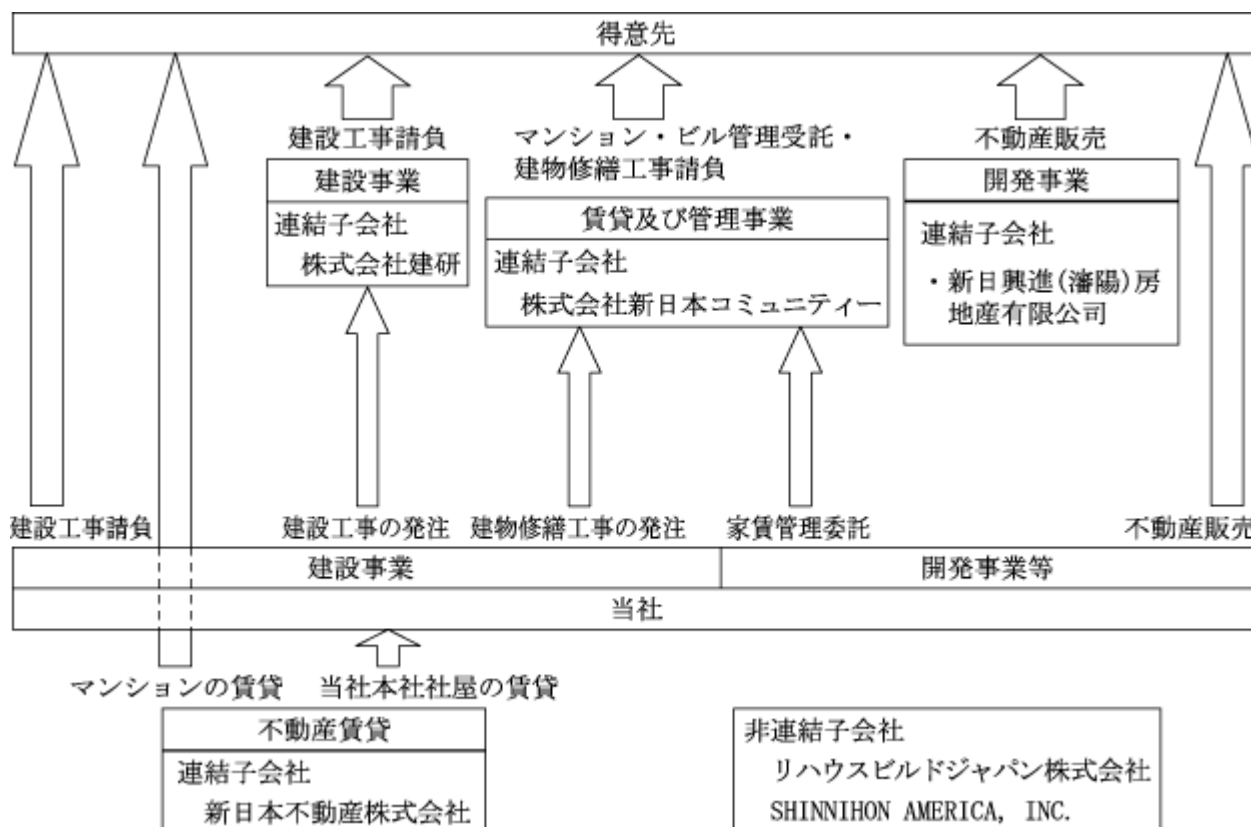 得意先
建設工事請負
マンション・ビル管理受託・
建物修繕工事請負
不動産販売
建設事業
連結子会社
株式会社建研
賃貸及び管理事業
連結子会社
株式会社新日本コミュニティー
開発事業
連結子会社
・新日興進(瀋陽)房
地産有限公司
建設工事請負
建設工事の発注
建物修繕工事の発注
家賃管理委託
不動産販売
建設事業
開発事業等
当社
マンションの賃貸
当社本社社屋の賃貸
不動産賃貸
連結子会社
新日本不動産株式会社
非連結子会社
リハウスビルドジャパン株式会社
SHINNIHON AMERICA, INC.